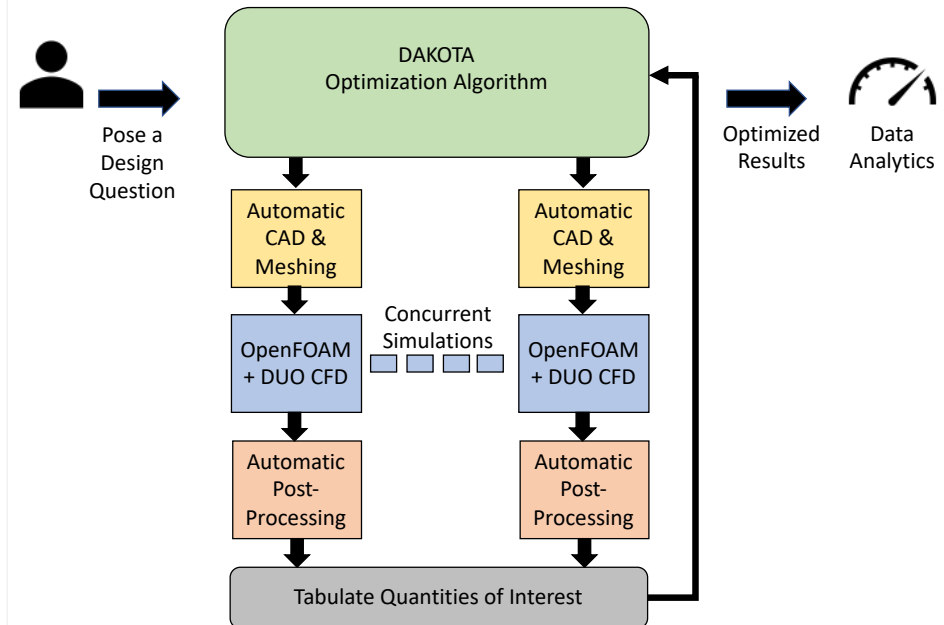 DAKOTA
Optimization Algorithm
Pose a
Design
Question
Optimized
Results
Data
Analytics
Automatic
CAD &
Meshing
Automatic
CAD &
Meshing
Concurrent
Simulations
OpenFOAM
+ DUO CFD
OpenFOAM
+ DUO CFD
Automatic
Post-
Processing
Automatic
Post-
Processing
Tabulate Quantities of Interest